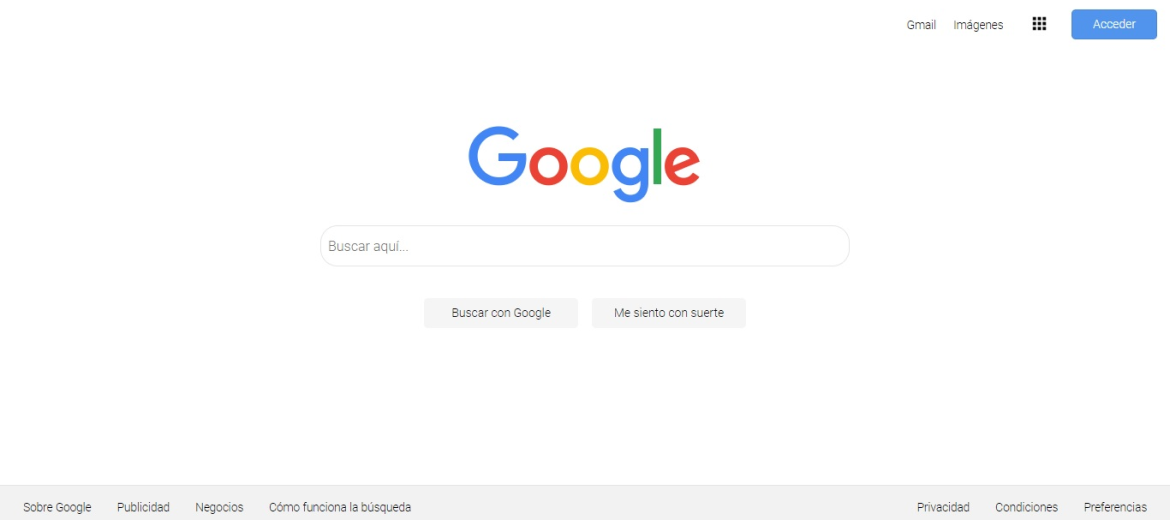 Gmail Imágenes Acceder
Google
Buscar aquí...
Buscar con Google Me siento con suerte
Sobre Google Publicidad Negocios Cómo funciona la búsqueda Privacidad Condiciones Preferencias